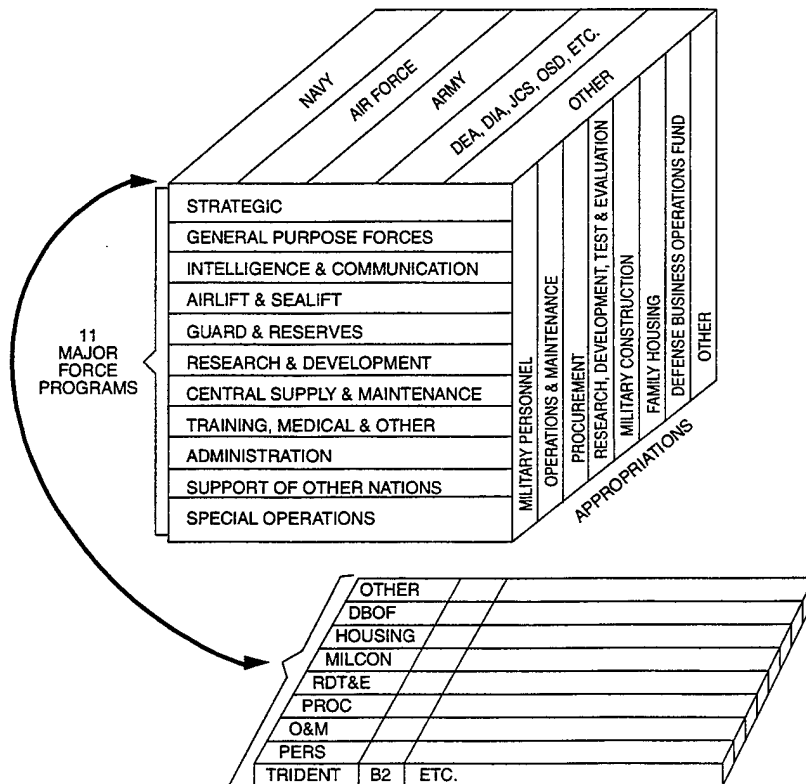 NAVY
AIR FORCE
ARMY
DEA, DIA, JCS, OSD, ETC.
OTHER
STRATEGIC
GENERAL PURPOSE FORCES
INTELLIGENCE & COMMUNICATION
AIRLIFT & SEALIFT
GUARD & RESERVES
RESEARCH & DEVELOPMENT
CENTRAL SUPPLY & MAINTENANCE
TRAINING, MEDICAL & OTHER
ADMINISTRATION
SUPPORT OF OTHER NATIONS
SPECIAL OPERATIONS
11
MAJOR
FORCE
PROGRAMS
MILITARY PERSONNEL
OPERATIONS & MAINTENANCE
PROCUREMENT
RESEARCH, DEVELOPMENT, TEST & EVALUATION
MILITARY CONSTRUCTION
FAMILY HOUSING
DEFENSE BUSINESS OPERATIONS FUND
OTHER
APPROPRIATIONS
OTHER
DBOF
HOUSING
MILCON
RDT&E
PROC
O&M
PERS
TRIDENT B2 ETC.